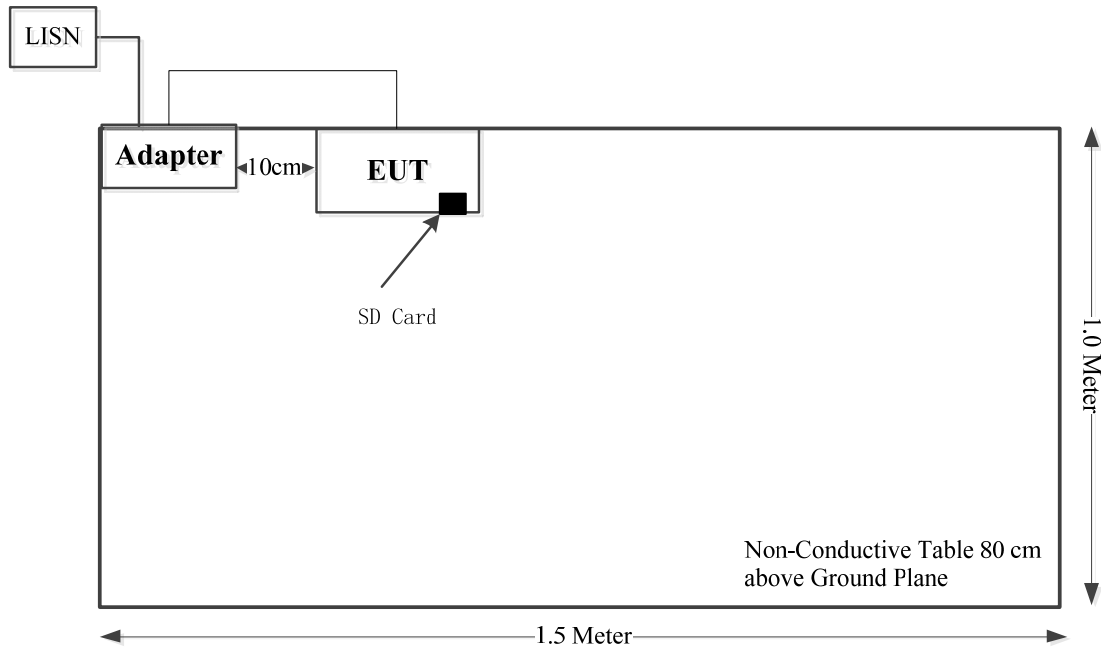 LISN
Adapter
10cm
EUT
SD Card
1.0 Meter
Non-Conductive Table 80 cm
above Ground Plane
1.5 Meter